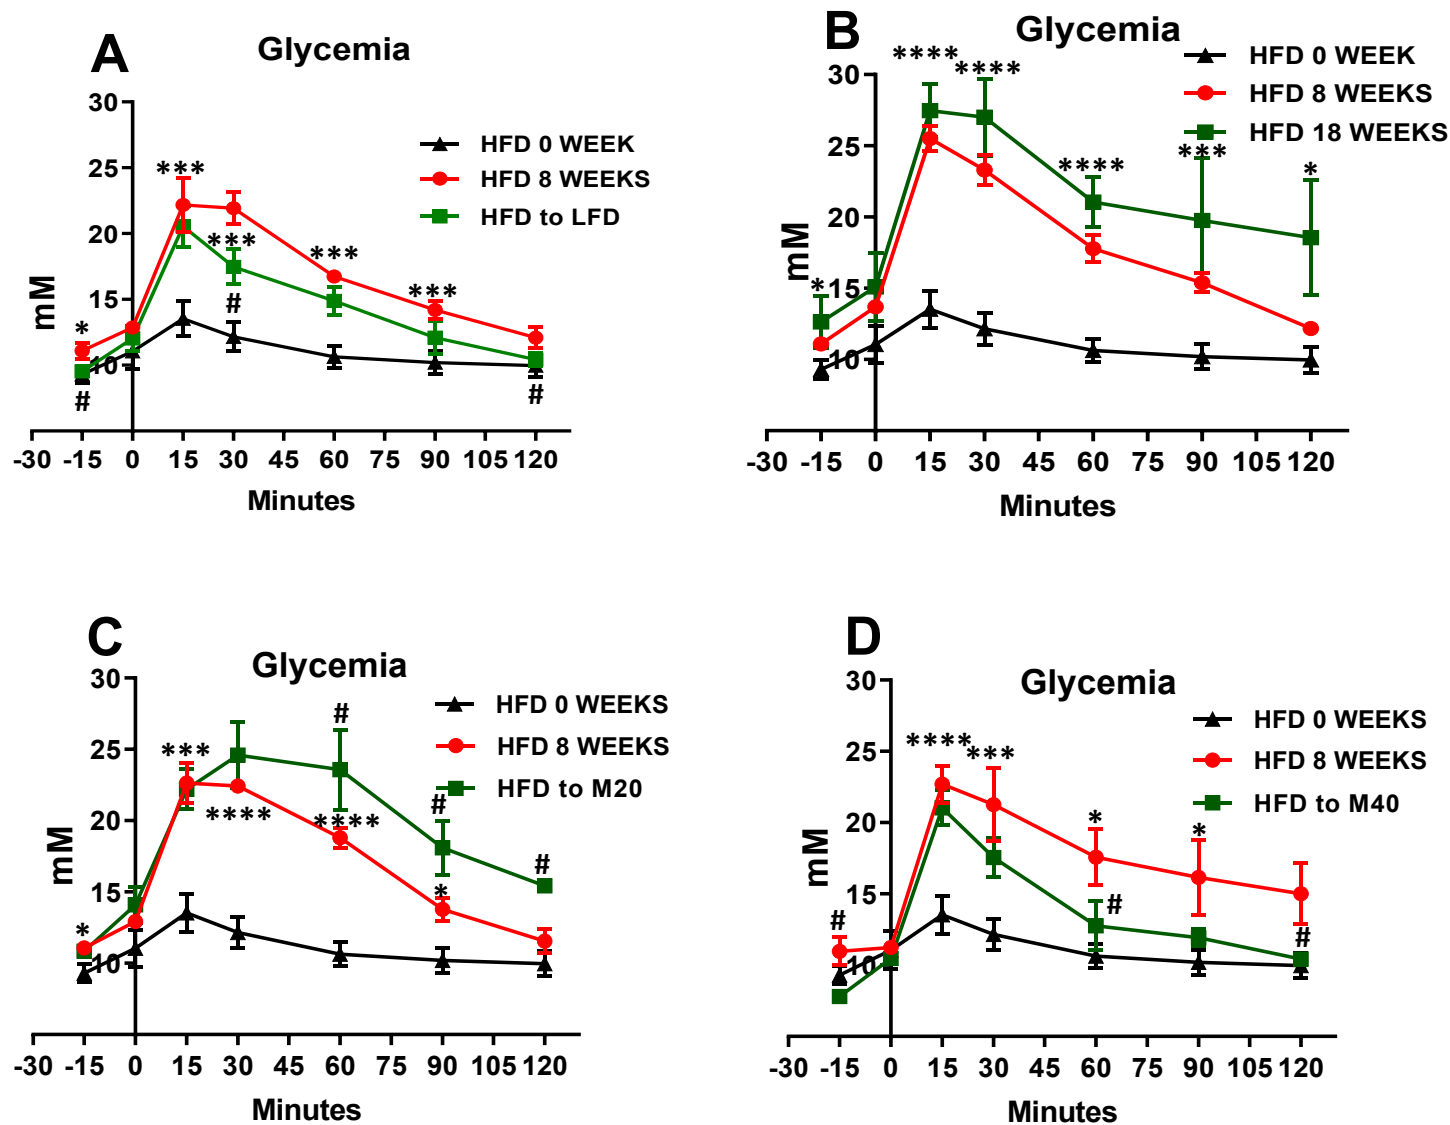 A
Glycemia
30
25
20
15
10
mM
HFD 0 WEEK
HFD 8 WEEKS
HFD to LFD
***
***
***
***
*
#
#
#
-30 -15 0 15 30 45 60 75 90 105 120
Minutes
B
Glycemia
30
25
20
15
10
mM
HFD 0 WEEK
HFD 8 WEEKS
HFD 18 WEEKS
****
****
****
***
*
*
-30 -15 0 15 30 45 60 75 90 105 120
Minutes
C
Glycemia
30
25
20
15
10
mM
HFD 0 WEEKS
HFD 8 WEEKS
HFD to M20
#
***
#
****
****
#
*
*
-30 -15 0 15 30 45 60 75 90 105 120
Minutes
D
Glycemia
30
25
20
15
10
mM
HFD 0 WEEKS
HFD 8 WEEKS
HFD to M40
****
***
*
*
#
#
#
-30 -15 0 15 30 45 60 75 90 105 120
Minutes